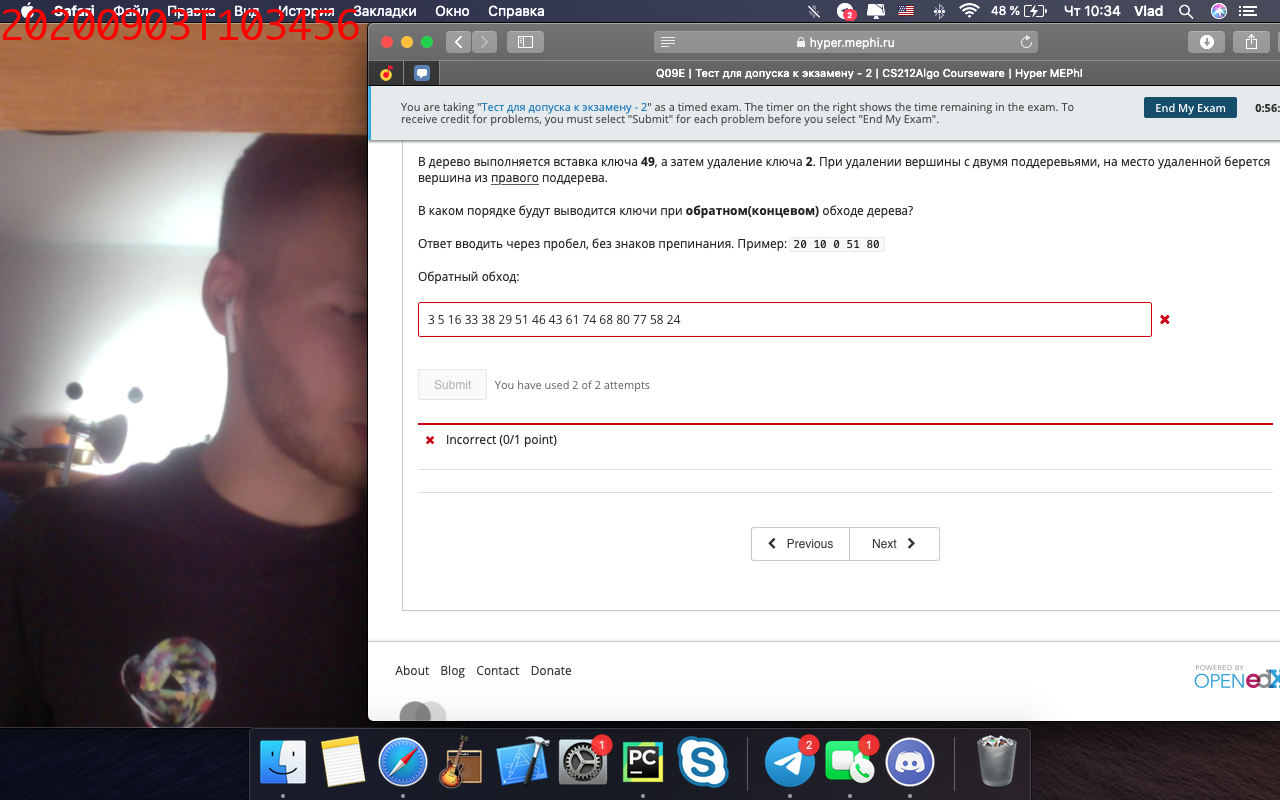 20200903T103456
Safari Файл Правка Вид История Закладки Окно Справка
2
48 % Чт 10:34 Vlad
hyper.mephi.ru
Q09E | Тест для допуска к экзамену - 2 | CS212Algo Courseware | Hyper MEPhI
You are taking "Тест для допуска к экзамену - 2" as a timed exam. The timer on the right shows the time remaining in the exam. To
receive credit for problems, you must select "Submit" for each problem before you select "End My Exam".
End My Exam
0:56:
В дерево выполняется вставка ключа 49, а затем удаление ключа 2. При удалении вершины с двумя поддеревьями, на место удаленной берется
вершина из правого поддерева.
В каком порядке будут выводится ключи при обратном(концевом) обходе дерева?
Ответ вводить через пробел, без знаков препинания. Пример: 20 10 0 51 80
Обратный обход:
3 5 16 33 38 29 51 46 43 61 74 68 80 77 58 24
Submit You have used 2 of 2 attempts
Incorrect (0/1 point)
Previous Next
About Blog Contact Donate
POWERED BY
OPEN edX
1
PC
2
1